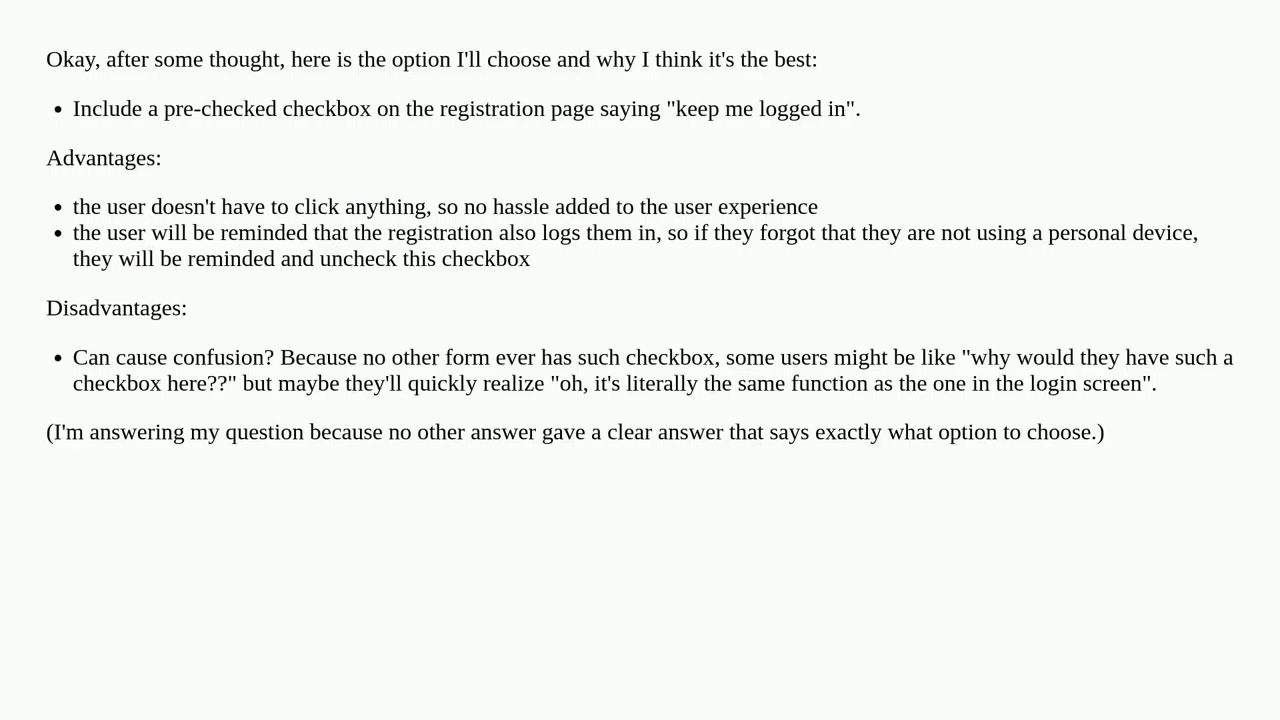 Okay, after some thought, here is the option I'll choose and why I think it's the best:
• Include a pre-checked checkbox on the registration page saying "keep me logged in".
Advantages:
• the user doesn't have to click anything, so no hassle added to the user experience
• the user will be reminded that the registration also logs them in, so if they forgot that they are not using a personal device,
they will be reminded and uncheck this checkbox
Disadvantages:
• Can cause confusion? Because no other form ever has such checkbox, some users might be like "why would they have such a
checkbox here??" but maybe they'll quickly realize "oh, it's literally the same function as the one in the login screen".
(I'm answering my question because no other answer gave a clear answer that says exactly what option to choose.)